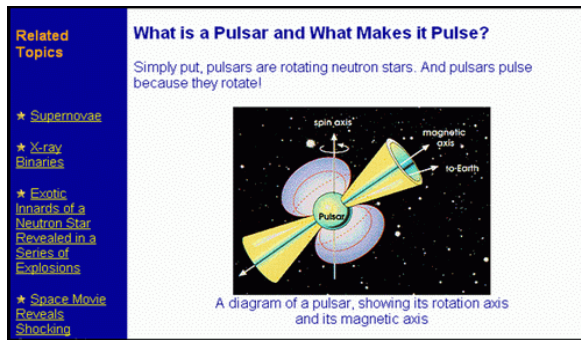 Related
Topics
★ Supernovae
★ X-ray
Binaries
★ Exotic
Innards of a
Neutron Star
Revealed in a
Series of
Explosions
★ Space Movie
Reveals
Shocking
What is a Pulsar and What Makes it Pulse?
Simply put, pulsars are rotating neutron stars. And pulsars pulse
because they rotate!
spin axis
magnetic
axis
to Earth
Pulsar
A diagram of a pulsar, showing its rotation axis
and its magnetic axis